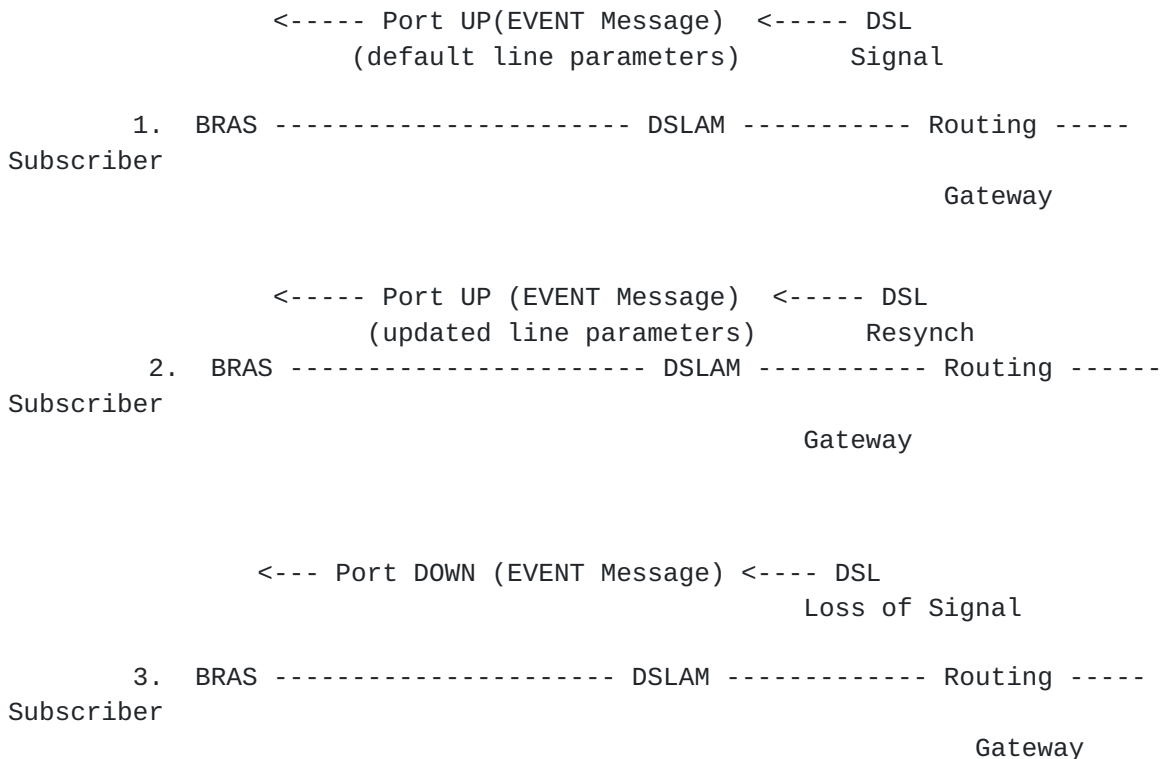 <----- Port UP(EVENT Message)  <----- DSL
(default line parameters)       Signal
1.  BRAS ----------------------- DSLAM ----------- Routing -----
Subscriber
Gateway
<----- Port UP (EVENT Message)  <----- DSL
(updated line parameters)       Resynch
2.  BRAS ----------------------- DSLAM ----------- Routing ------
Subscriber
Gateway
<--- Port DOWN (EVENT Message) <---- DSL
Loss of Signal
3.  BRAS ---------------------- DSLAM ------------- Routing -----
Subscriber
Gateway